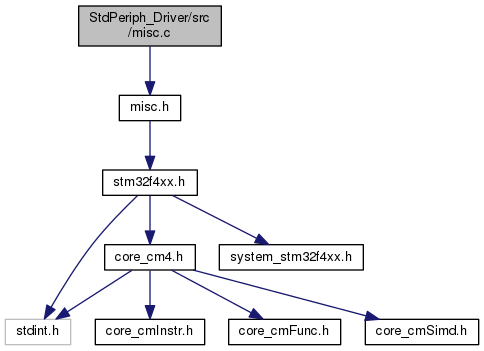 StdPeriph_Driver/src
/misc.c
misc.h
stm32f4xx.h
core_cm4.h
system_stm32f4xx.h
stdint.h
core_cmInstr.h
core_cmFunc.h
core_cmSimd.h